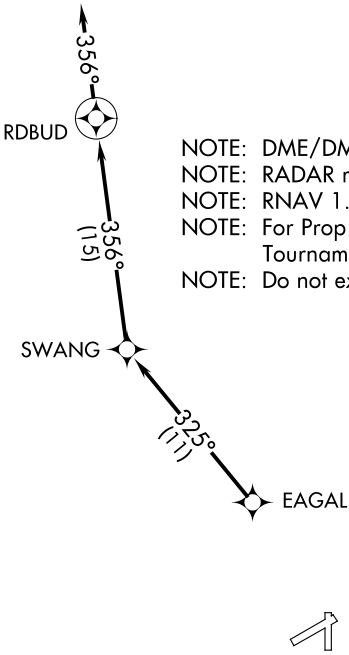 356°
RDBUD
NOTE: DME/DM
NOTE: RADAR
NOTE: RNAV 1.
NOTE: For Prop
Tournam
NOTE: Do not ex
356°
(15)
SWANG
325°
(11)
EAGAL